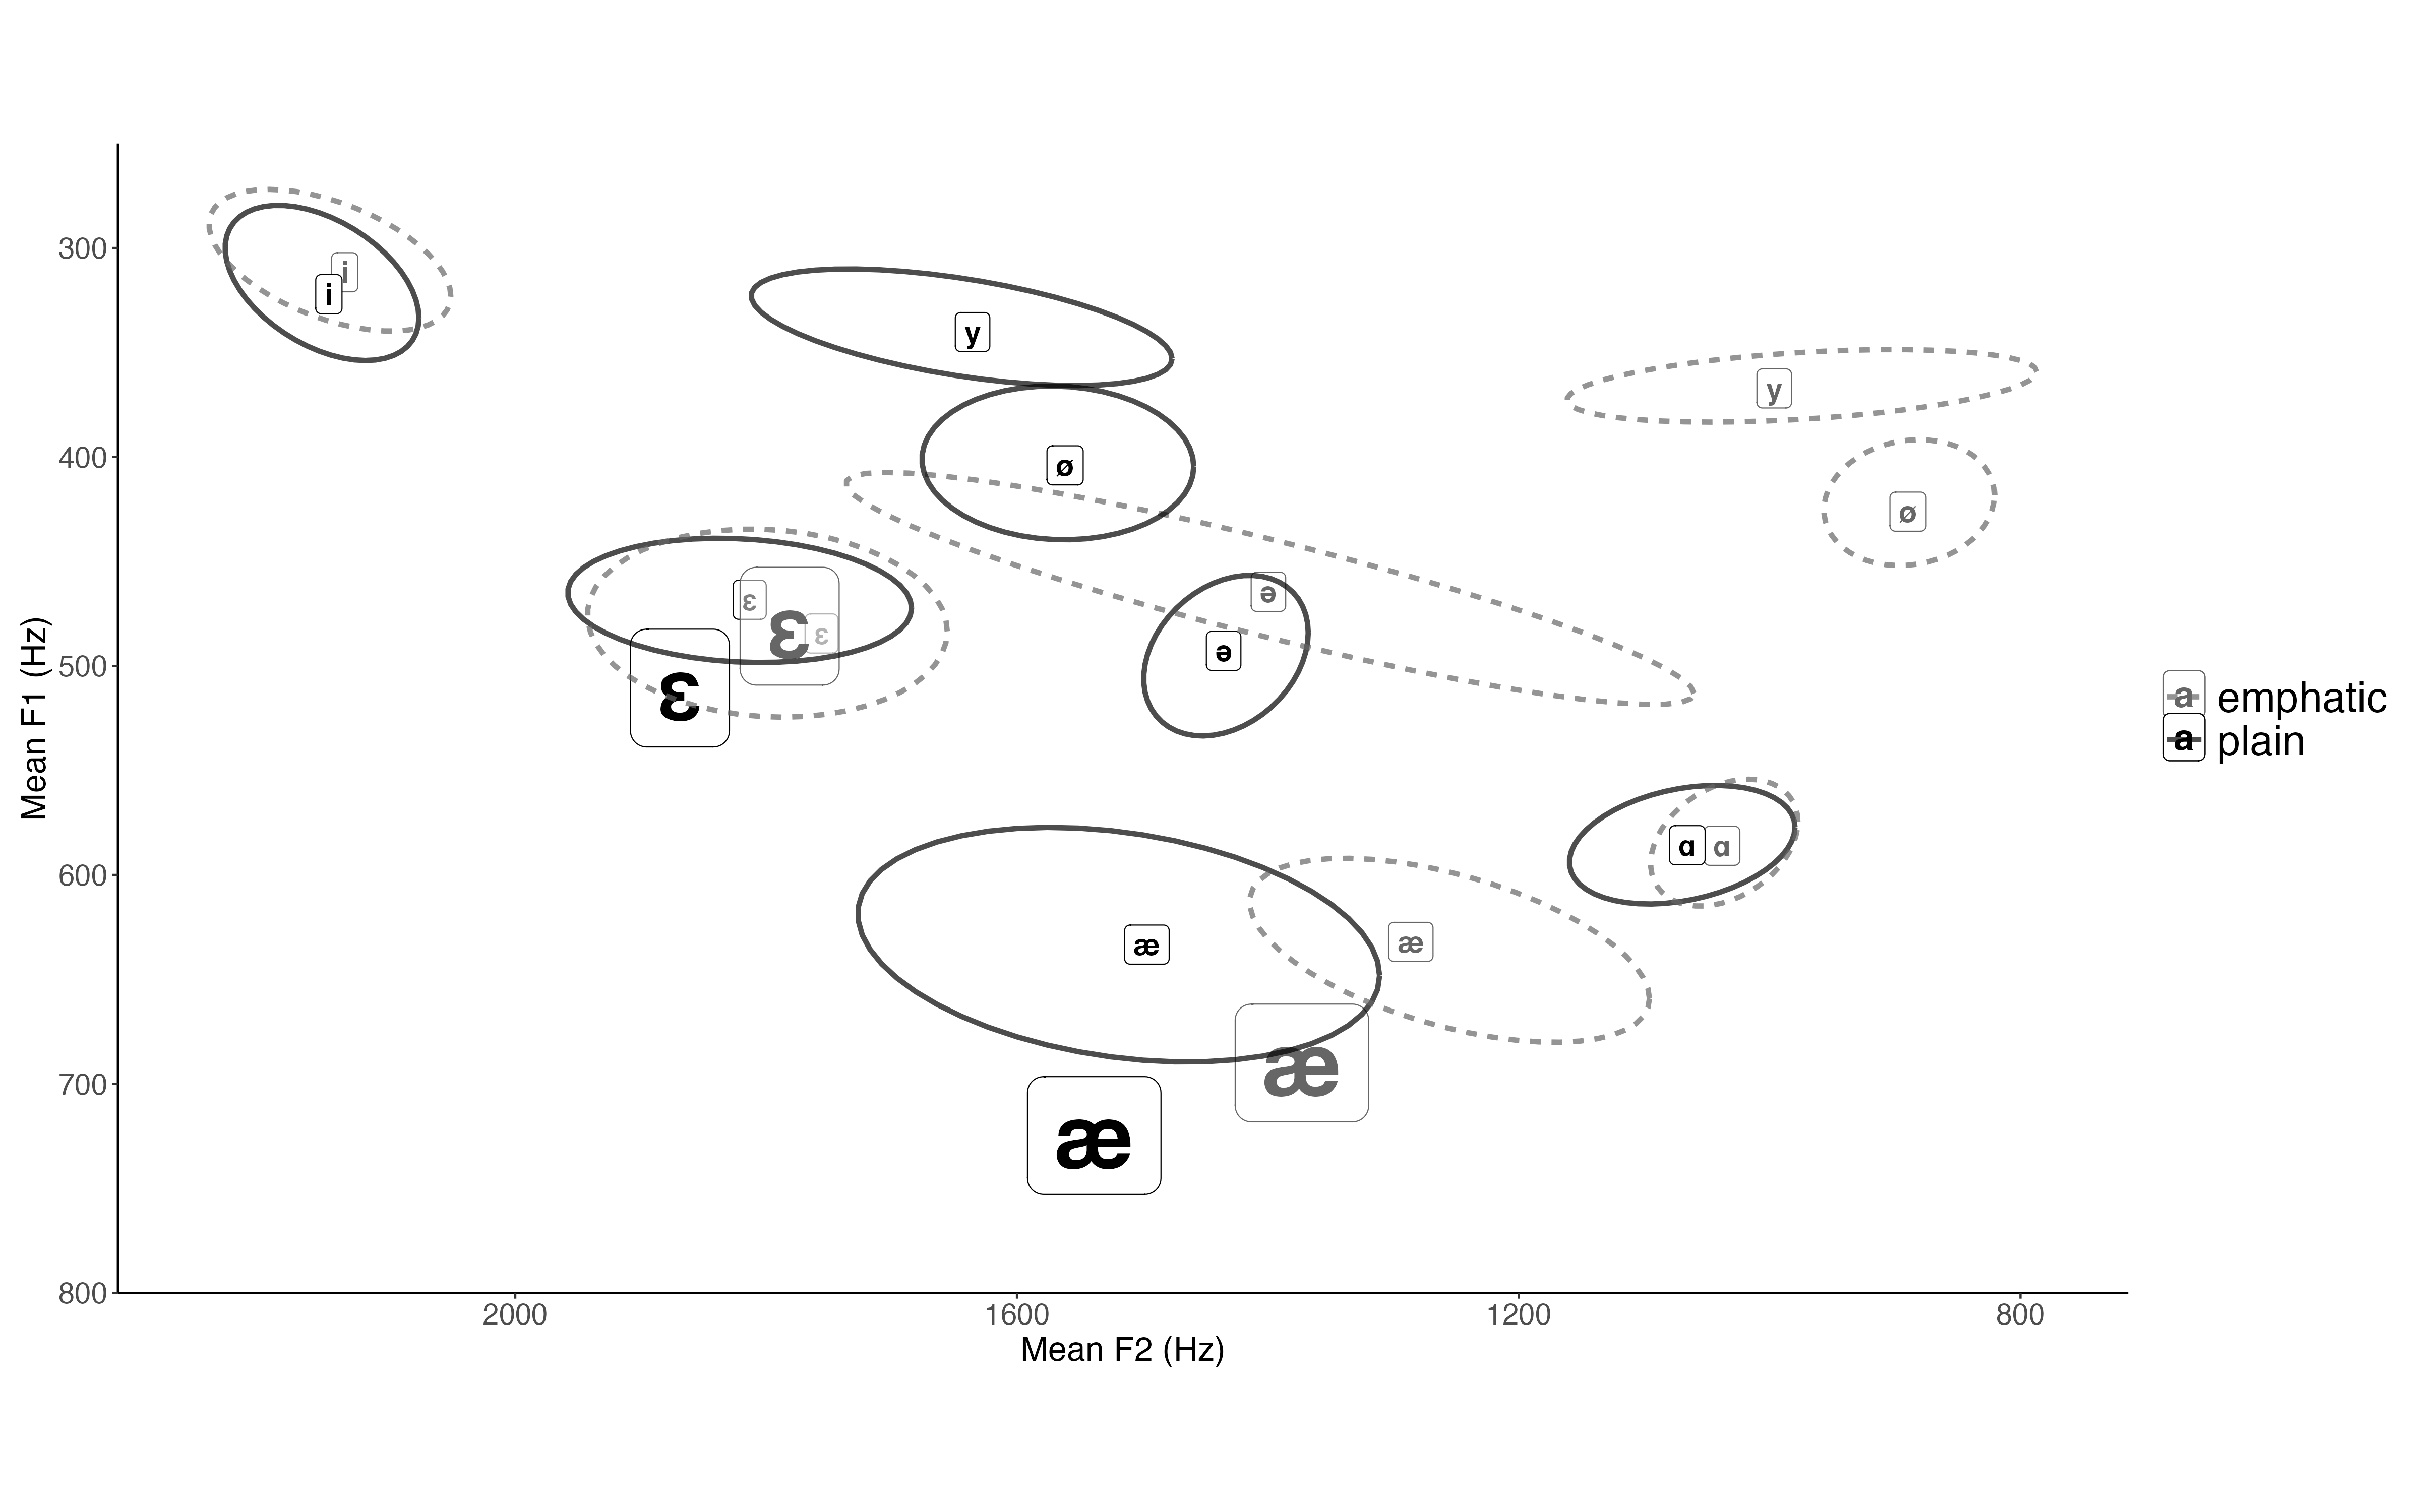 i
i
y
y
ø
ø
ɛ
ɛ
ɛ
ɛ
ə
ə
ɑ ɑ
æ
æ
æ
æ
300
400
500
600
700
800
2000 1600 1200 800
Mean F1 (Hz)
Mean F2 (Hz)
a emphatic
a plain